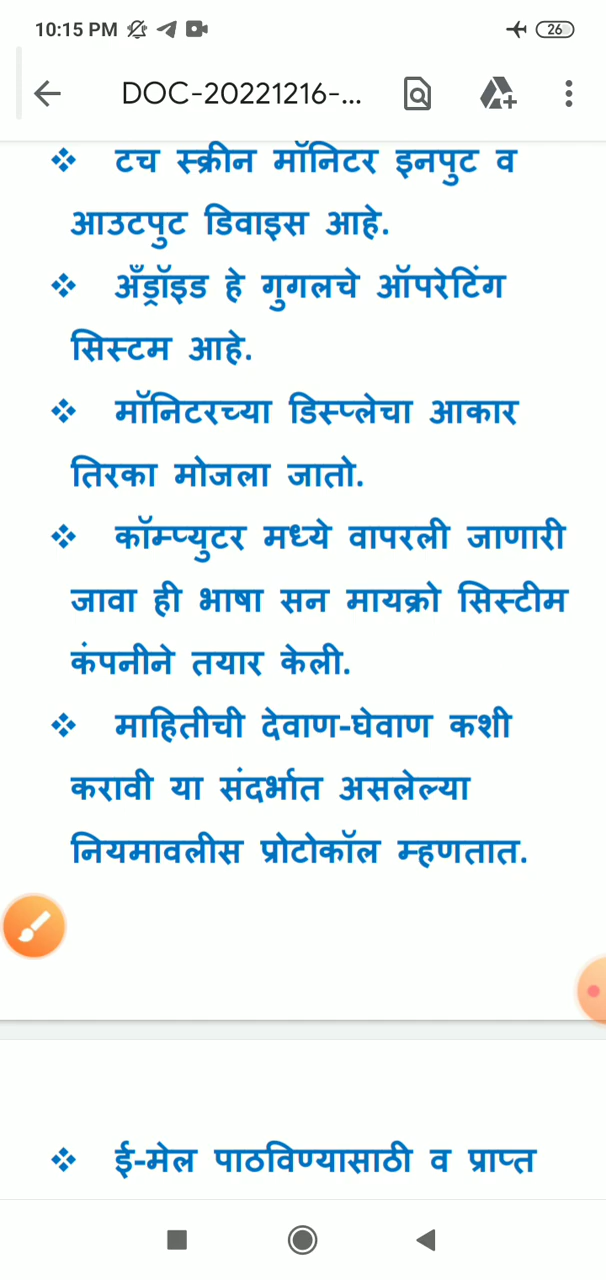 10:15 PM
26
DOC-20221216-...
❖ टच स्क्रीन मॉनिटर इनपुट व
आउटपुट डिवाइस आहे.
❖ अँड्रॉइड हे गुगलचे ऑपरेटिंग
सिस्टम आहे.
❖ मॉनिटरच्या डिस्प्लेचा आकार
तिरका मोजला जातो.
❖ कॉम्प्युटर मध्ये वापरली जाणारी
जावा ही भाषा सन मायक्रो सिस्टीम
कंपनीने तयार केली.
❖ माहितीची देवाण-घेवाण कशी
करावी या संदर्भात असलेल्या
नियमावलीस प्रोटोकॉल म्हणतात.
❖ ई-मेल पाठविण्यासाठी व प्राप्त